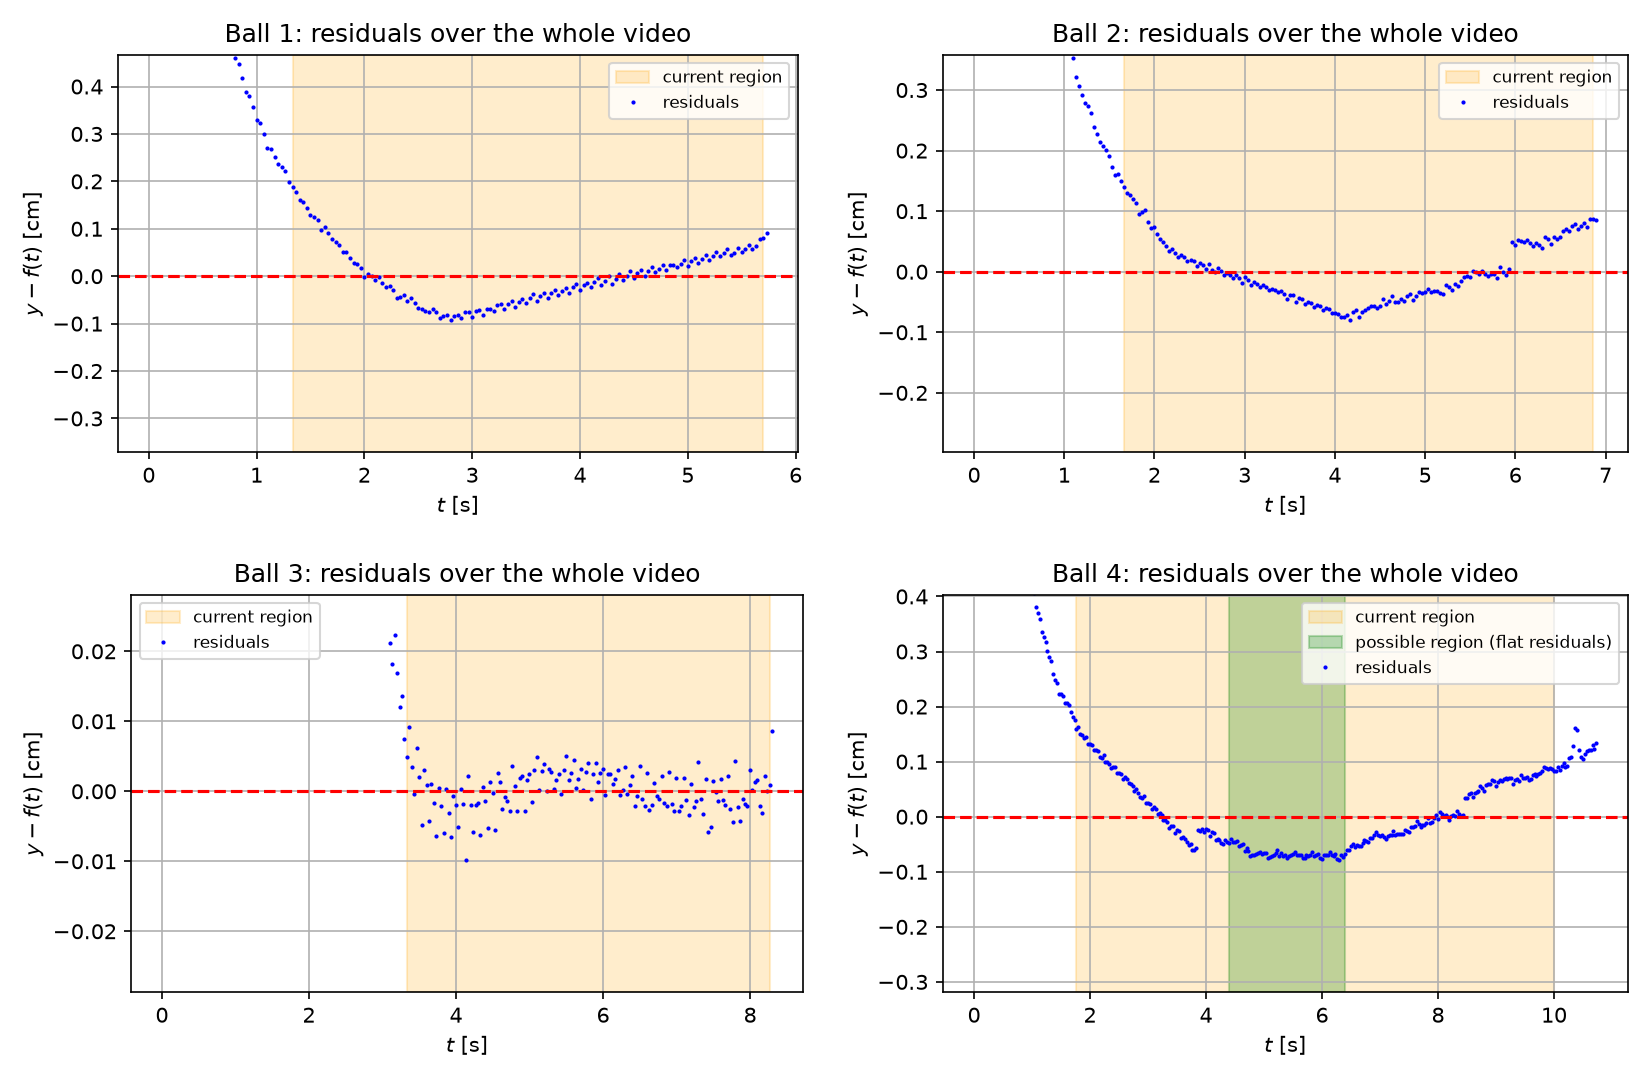 Ball 1: residuals over the whole video
current region
residuals
0.4
0.3
0.2
0.1
0.0
−0.1
−0.2
−0.3
y − f(t) [cm]
0 1 2 3 4 5 6
t [s]
Ball 2: residuals over the whole video
current region
residuals
0.3
0.2
0.1
0.0
−0.1
−0.2
y − f(t) [cm]
0 1 2 3 4 5 6 7
t [s]
Ball 3: residuals over the whole video
current region
residuals
0.02
0.01
0.00
−0.01
−0.02
y − f(t) [cm]
0 2 4 6 8
t [s]
Ball 4: residuals over the whole video
current region
possible region (flat residuals)
residuals
0.4
0.3
0.2
0.1
0.0
−0.1
−0.2
−0.3
y − f(t) [cm]
0 2 4 6 8 10
t [s]